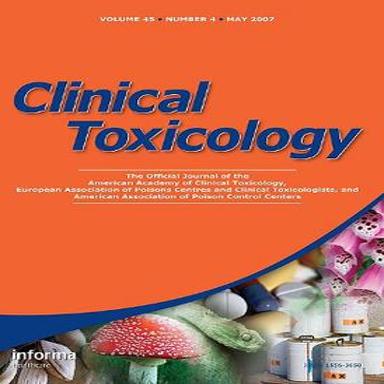 VOLUME 45 • NUMBER 4 • MAY 2007
Clinical
Toxicology
The Official Journal of the
American Academy of Clinical Toxicology,
European Association of Poisons Centres and Clinical Toxicologists, and
American Association of Poison Control Centers
informa
healthcare